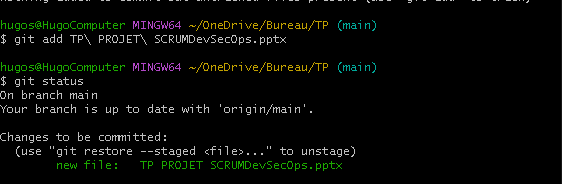 hugos@HugoComputer MINGW64 ~/OneDrive/Bureau/TP (main)
$ git add TP\ PROJET\ SCRUMDevSecOps.pptx

hugos@HugoComputer MINGW64 ~/OneDrive/Bureau/TP (main)
$ git status
On branch main
Your branch is up to date with 'origin/main'.

Changes to be committed:
  (use "git restore --staged <file>..." to unstage)
        new file:   TP PROJET SCRUMDevSecOps.pptx